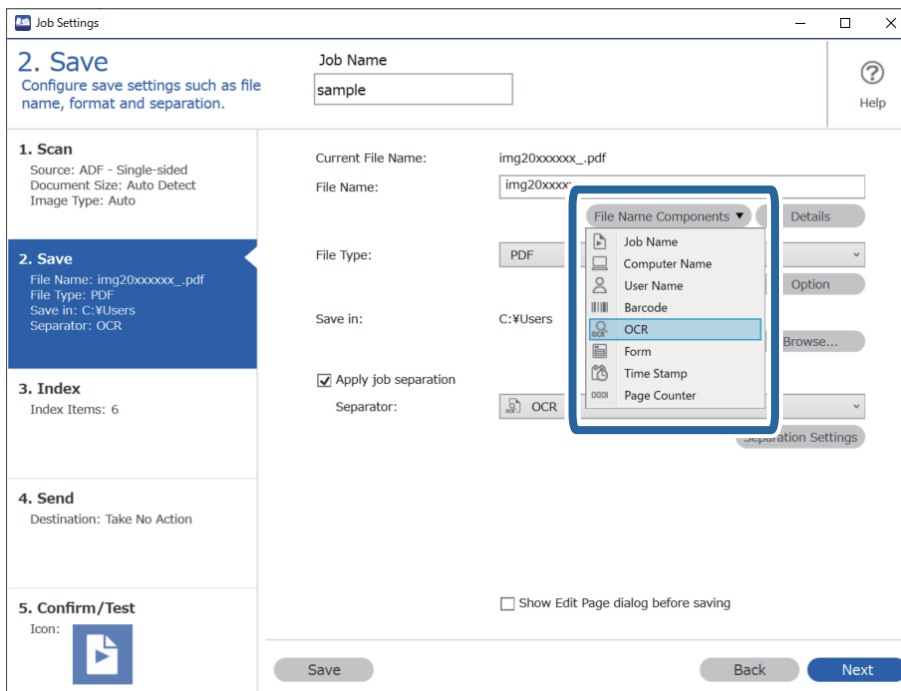 Job Settings
2. Save
Configure save settings such as file
name, format and separation.
Job Name
sample
Help
1. Scan
Source: ADF - Single-sided
Document Size: Auto Detect
Image Type: Auto
2. Save
File Name: img20xxxxxx_.pdf
File Type: PDF
Save in: C:¥Users
Separator: OCR
3. Index
Index Items: 6
4. Send
Destination: Take No Action
5. Confirm/Test
Icon:
Current File Name: img20xxxxxx_.pdf
File Name: img20xxxx
File Name Components ▼ Details
Job Name
Computer Name
User Name
Barcode
OCR
Form
Time Stamp
Page Counter
File Type: PDF
Option
Save in: C:¥Users
Browse...
Apply job separation
Separator: OCR
Separation Settings
Show Edit Page dialog before saving
Save Back Next